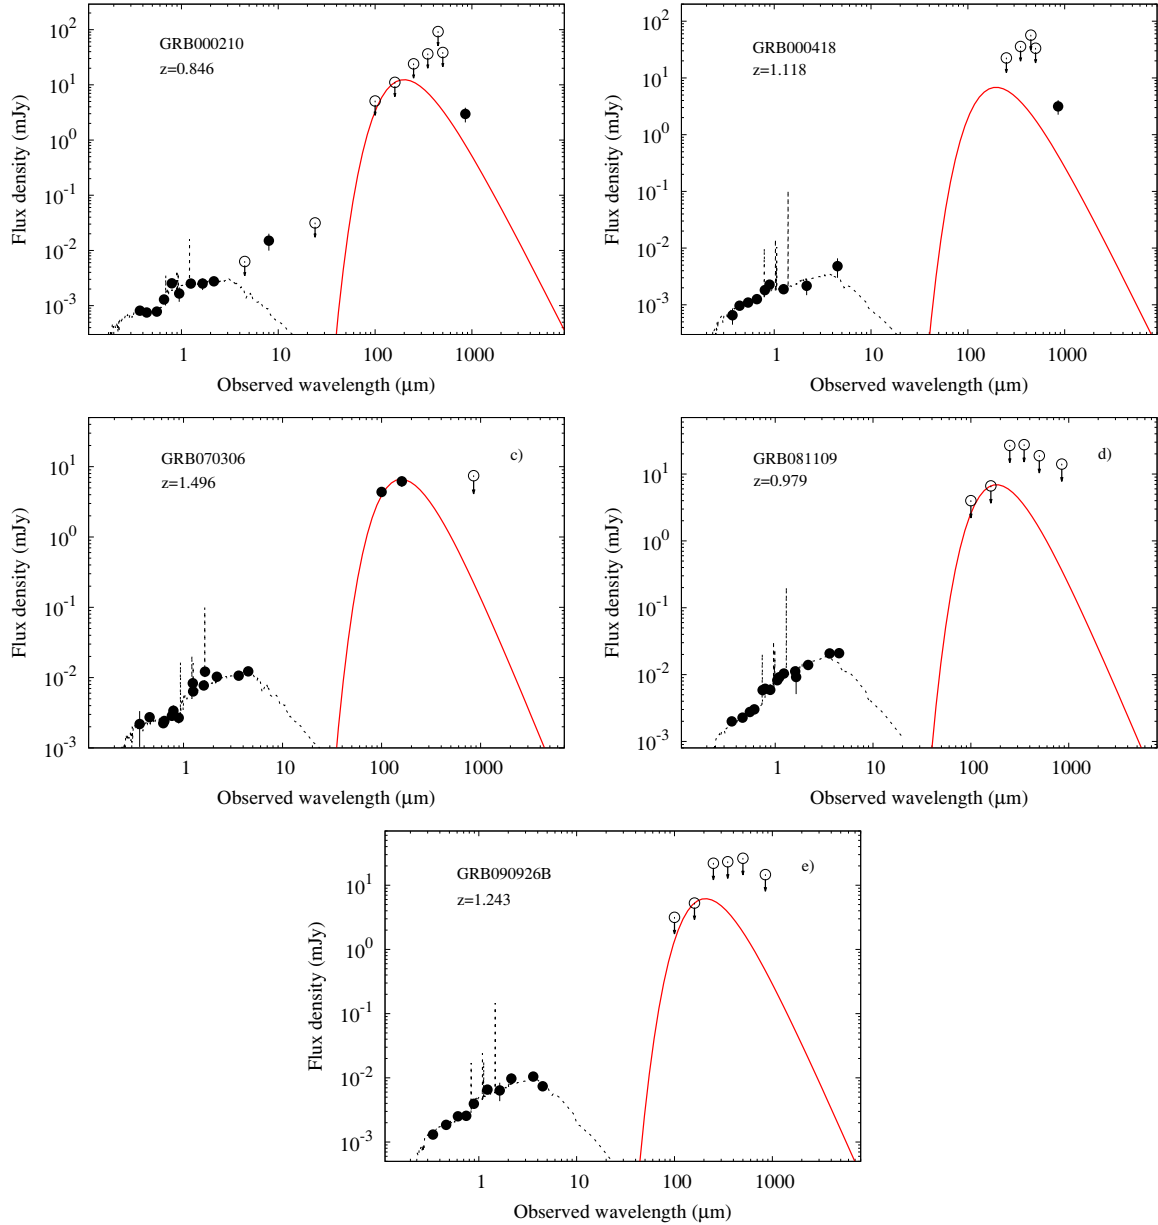 GRB000210
z=0.846
10^2
10^1
10^0
10^-1
10^-2
10^-3
Flux density (mJy)
1 10 100 1000
Observed wavelength (μm)
GRB000418
z=1.118
10^2
10^1
10^0
10^-1
10^-2
10^-3
Flux density (mJy)
1 10 100 1000
Observed wavelength (μm)
GRB070306 c)
z=1.496
10^1
10^0
10^-1
10^-2
10^-3
Flux density (mJy)
1 10 100 1000
Observed wavelength (μm)
GRB081109 d)
z=0.979
10^1
10^0
10^-1
10^-2
10^-3
Flux density (mJy)
1 10 100 1000
Observed wavelength (μm)
GRB090926B e)
z=1.243
10^1
10^0
10^-1
10^-2
10^-3
Flux density (mJy)
1 10 100 1000
Observed wavelength (μm)